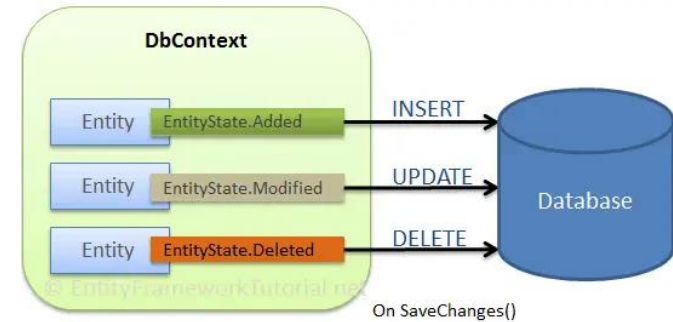 DbContext
Entity EntityState.Added INSERT
Entity EntityState.Modified UPDATE
Database
Entity EntityState.Deleted DELETE
© EntityFrameworkTutorial.net
On SaveChanges()